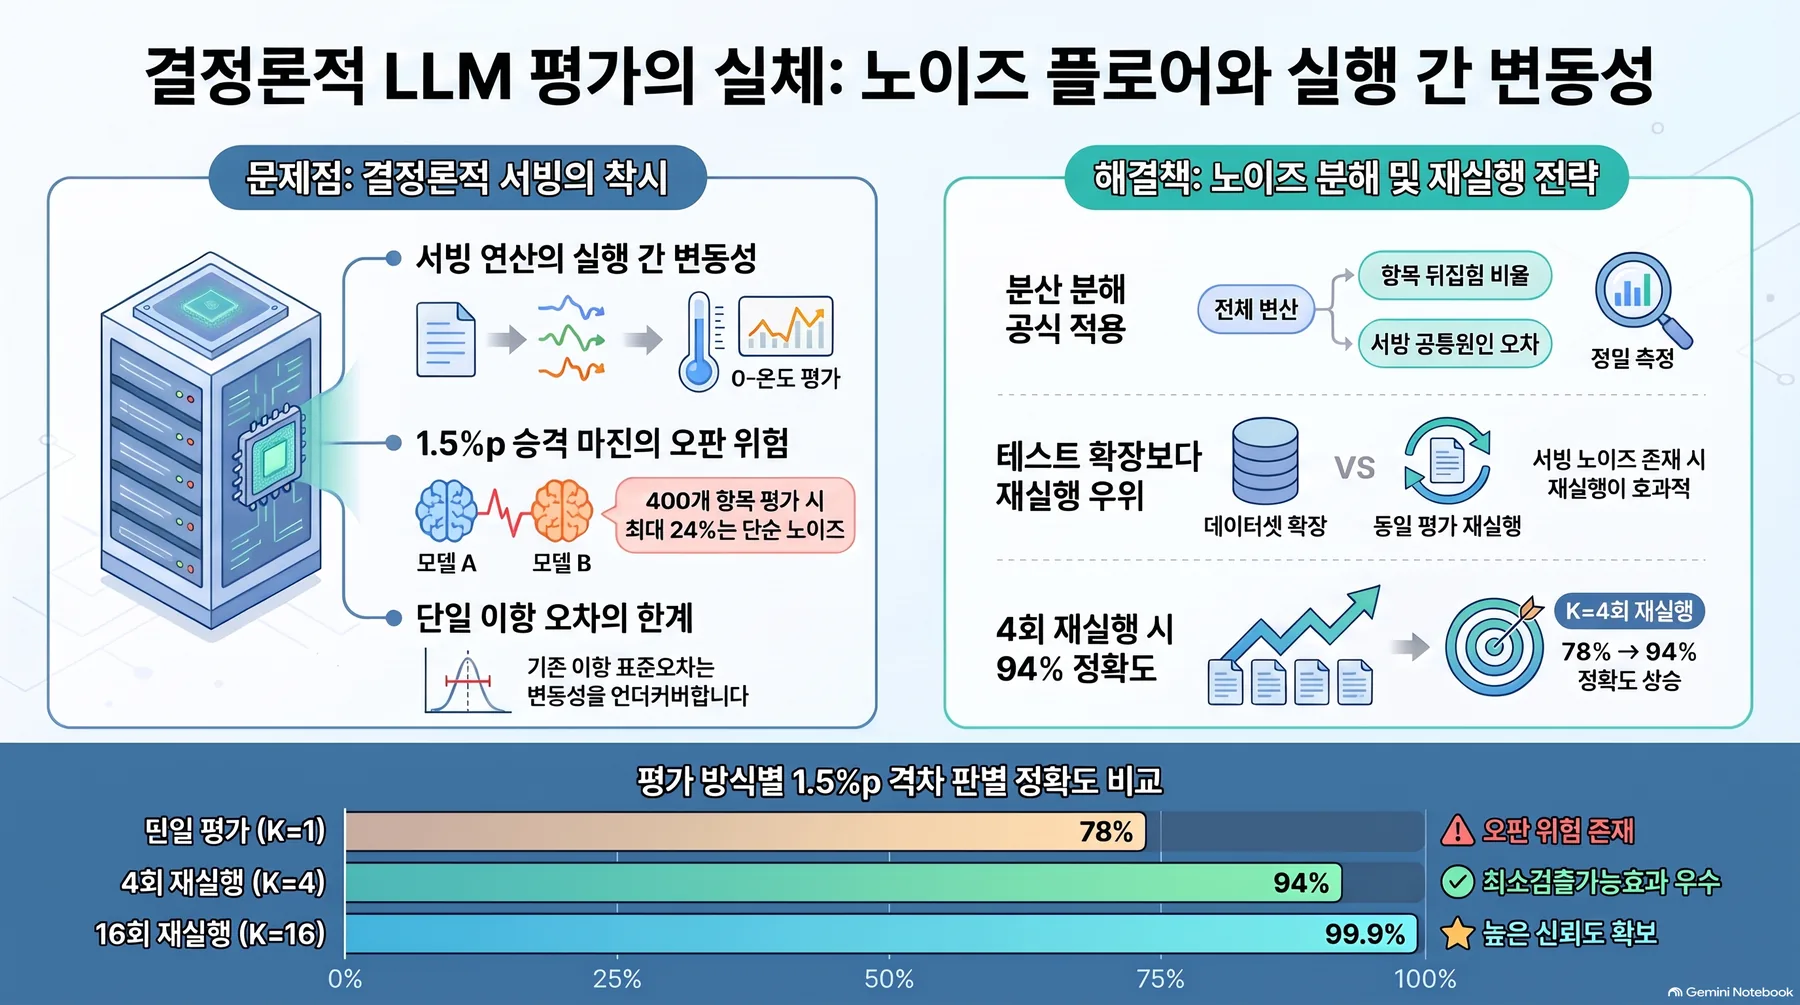 결정론적 LLM 평가의 실체: 노이즈 플로어와 실행 간 변동성
문제점: 결정론적 서빙의 착시
서빙 연산의 실행 간 변동성
0-온도 평가
1.5%p 승격 마진의 오판 위험
모델 A
모델 B
400개 항목 평가 시
최대 24%는 단순 노이즈
단일 이항 오차의 한계
기존 이항 표준오차는
변동성을 언더커버합니다
해결책: 노이즈 분해 및 재실행 전략
분산 분해
공식 적용
전체 변산
항목 뒤집힘 비율
서방 공틍원인 오차
정밀 측정
테스트 확장보다
재실행 우위
데이터셋 확장
VS
동일 평가 재실행
서빙 노이즈 존재 시
재실행이 효과적
4회 재실행 시
94% 정확도
K=4회 재실행
78% → 94%
정확도 상승
평가 방식별 1.5%p 격차 판별 정확도 비교
단일 평가 (K=1)
78%
오판 위험 존재
4회 재실행 (K=4)
94%
최소검출가능효과 우수
16회 재실행 (K=16)
99.9%
높은 신뢰도 확보
0%
25%
50%
75%
100%
Gemini Notebook